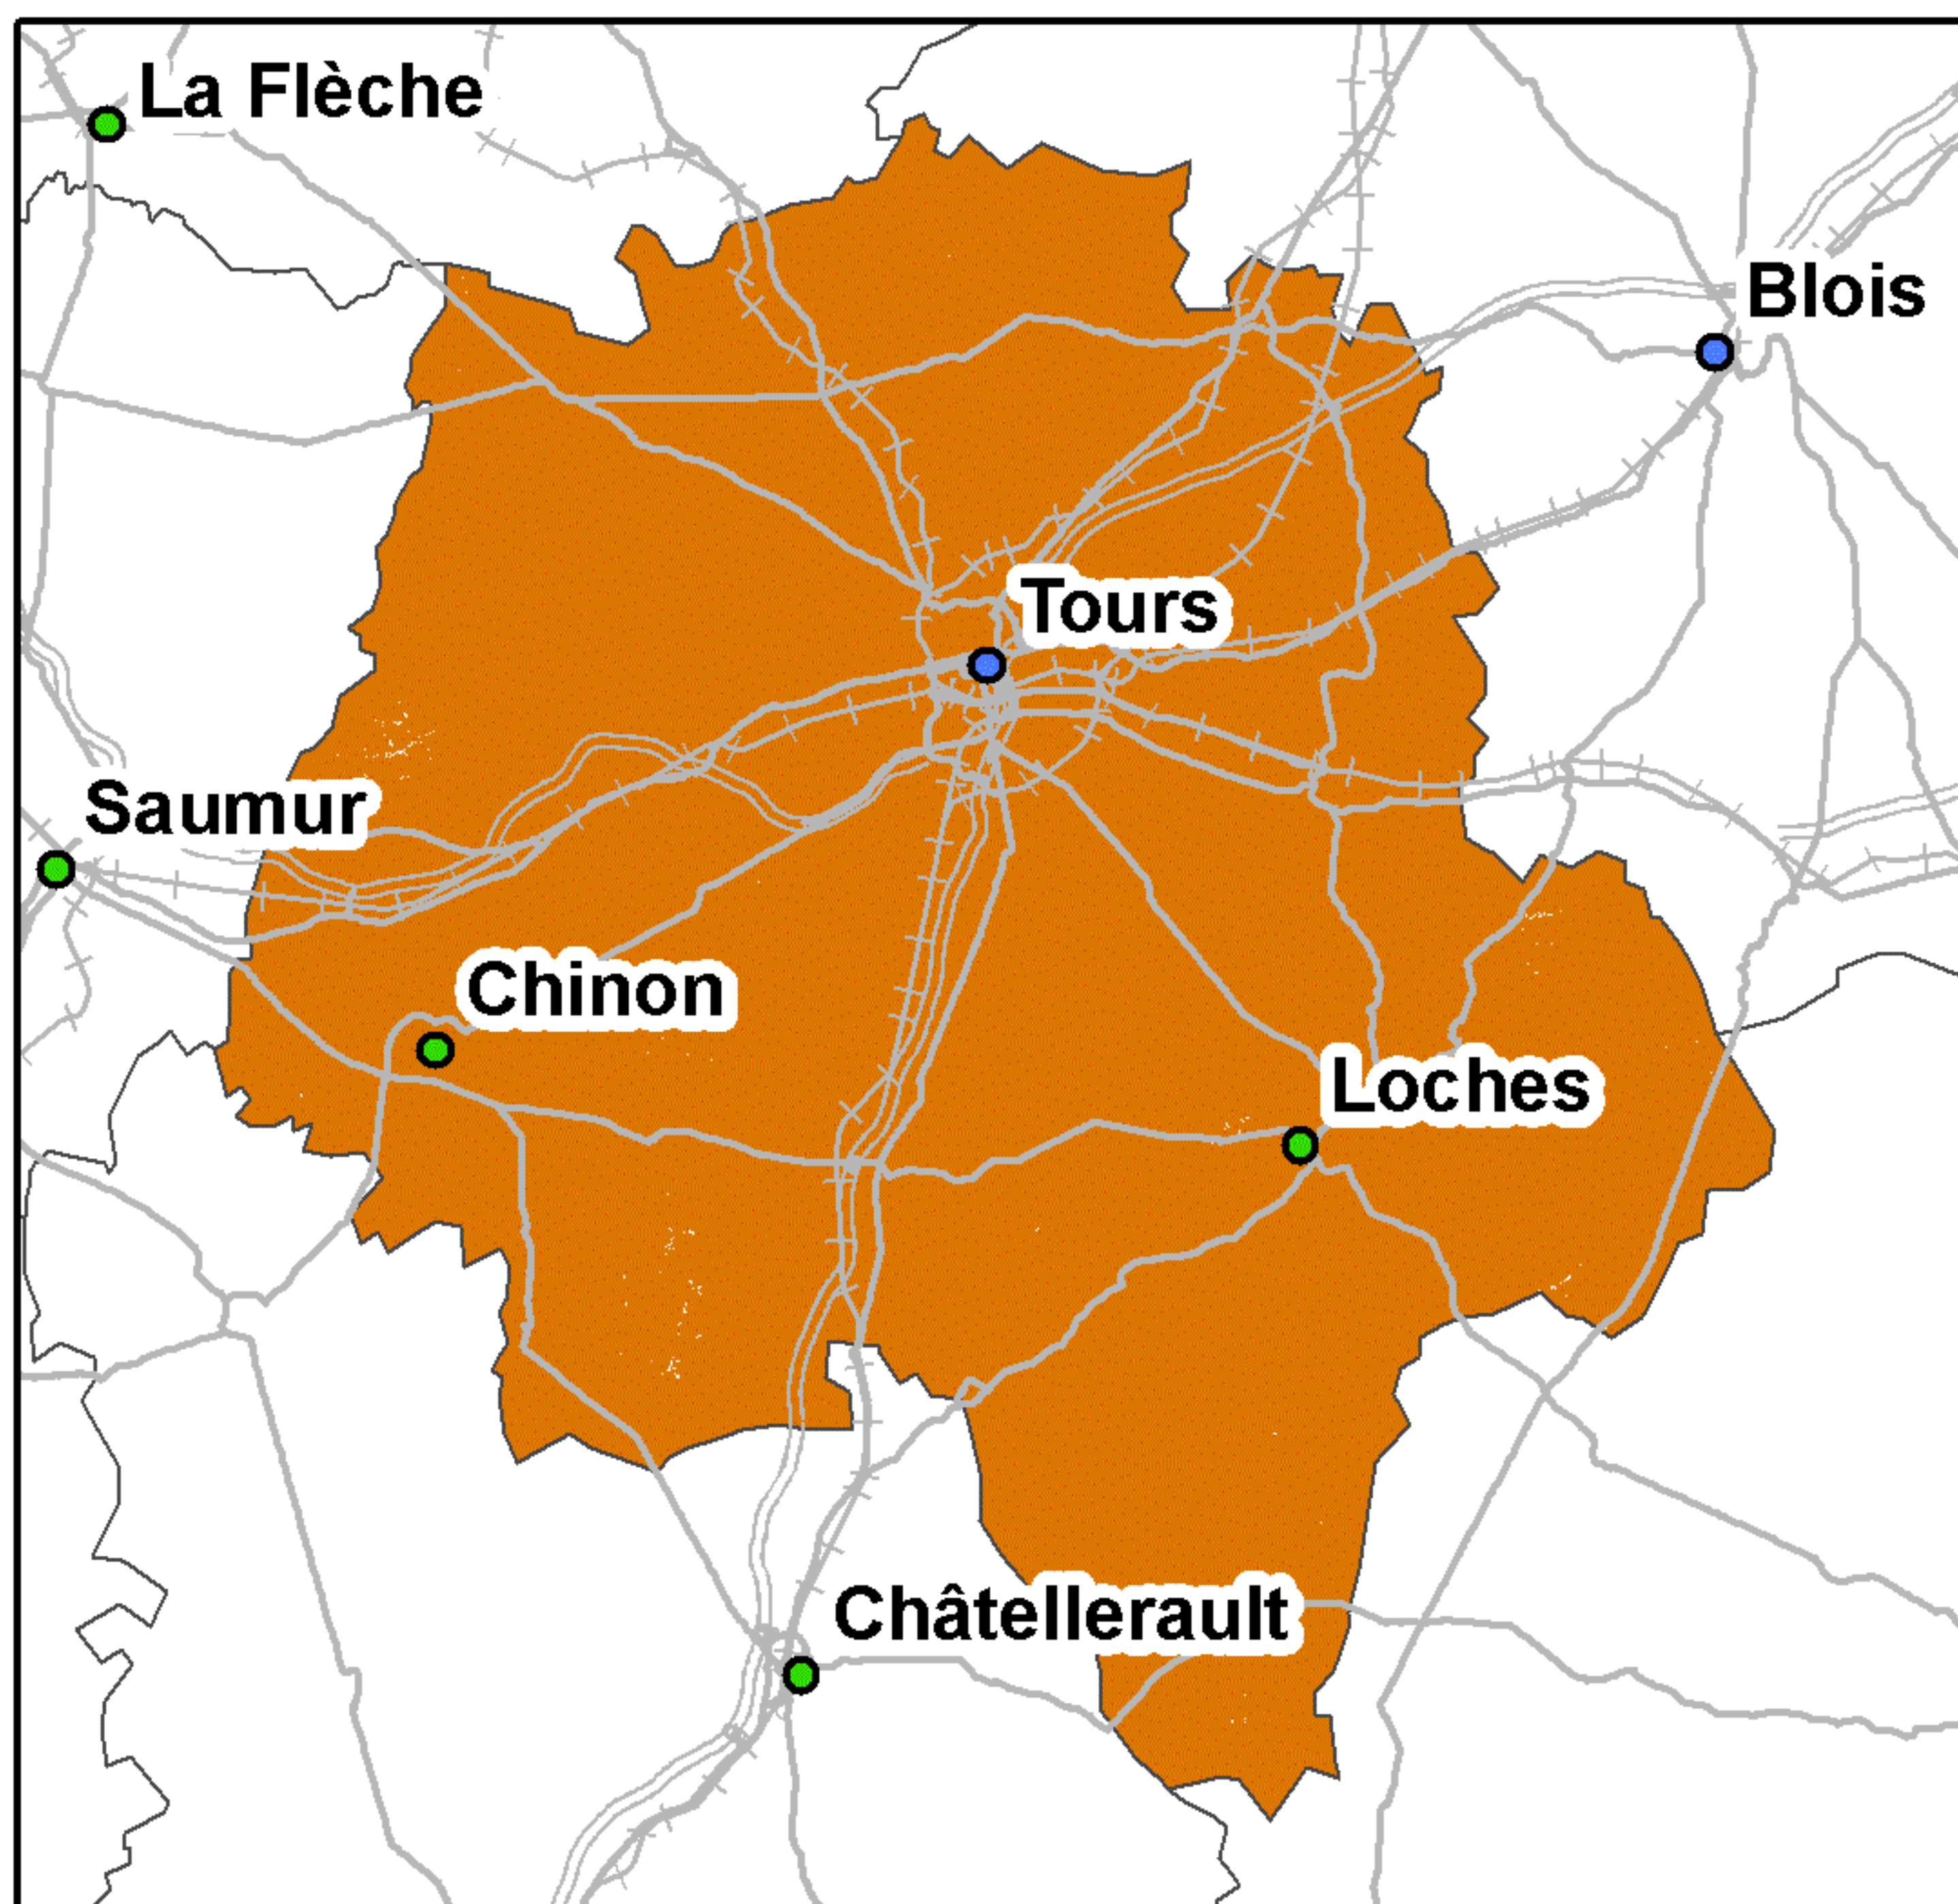 La Flèche
Blois
Tours
Saumur
Chinon
Loches
Châtellerault